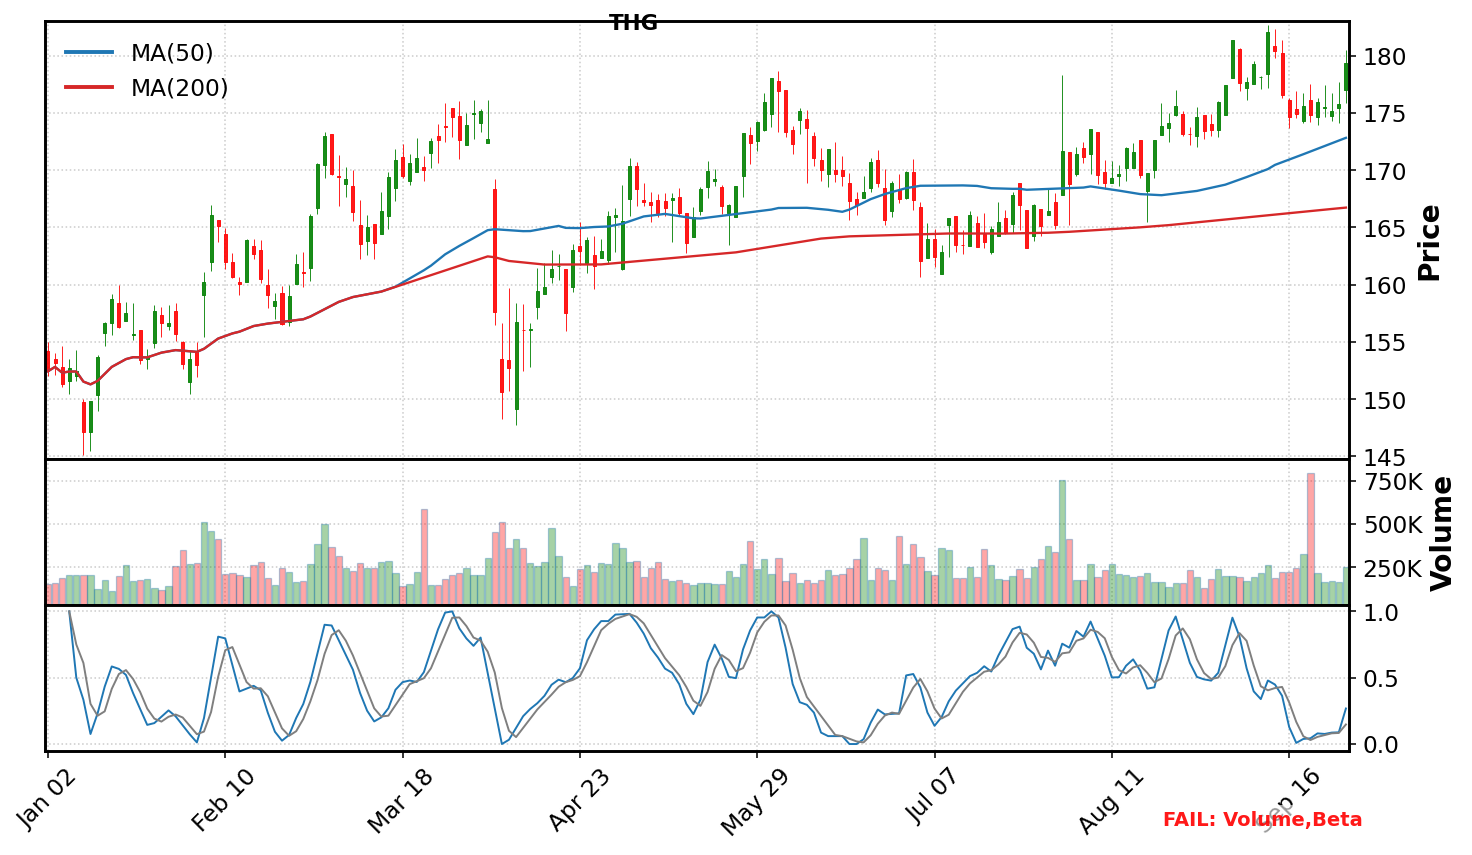 THG
MA(50)
MA(200)
180
175
170
165
160
155
150
145
Price
750K
500K
250K
Volume
1.0
0.5
0.0
Jan 02
Feb 10
Mar 18
Apr 23
May 29
Jul 07
Aug 11
Sep 16
FAIL: Volume,Beta